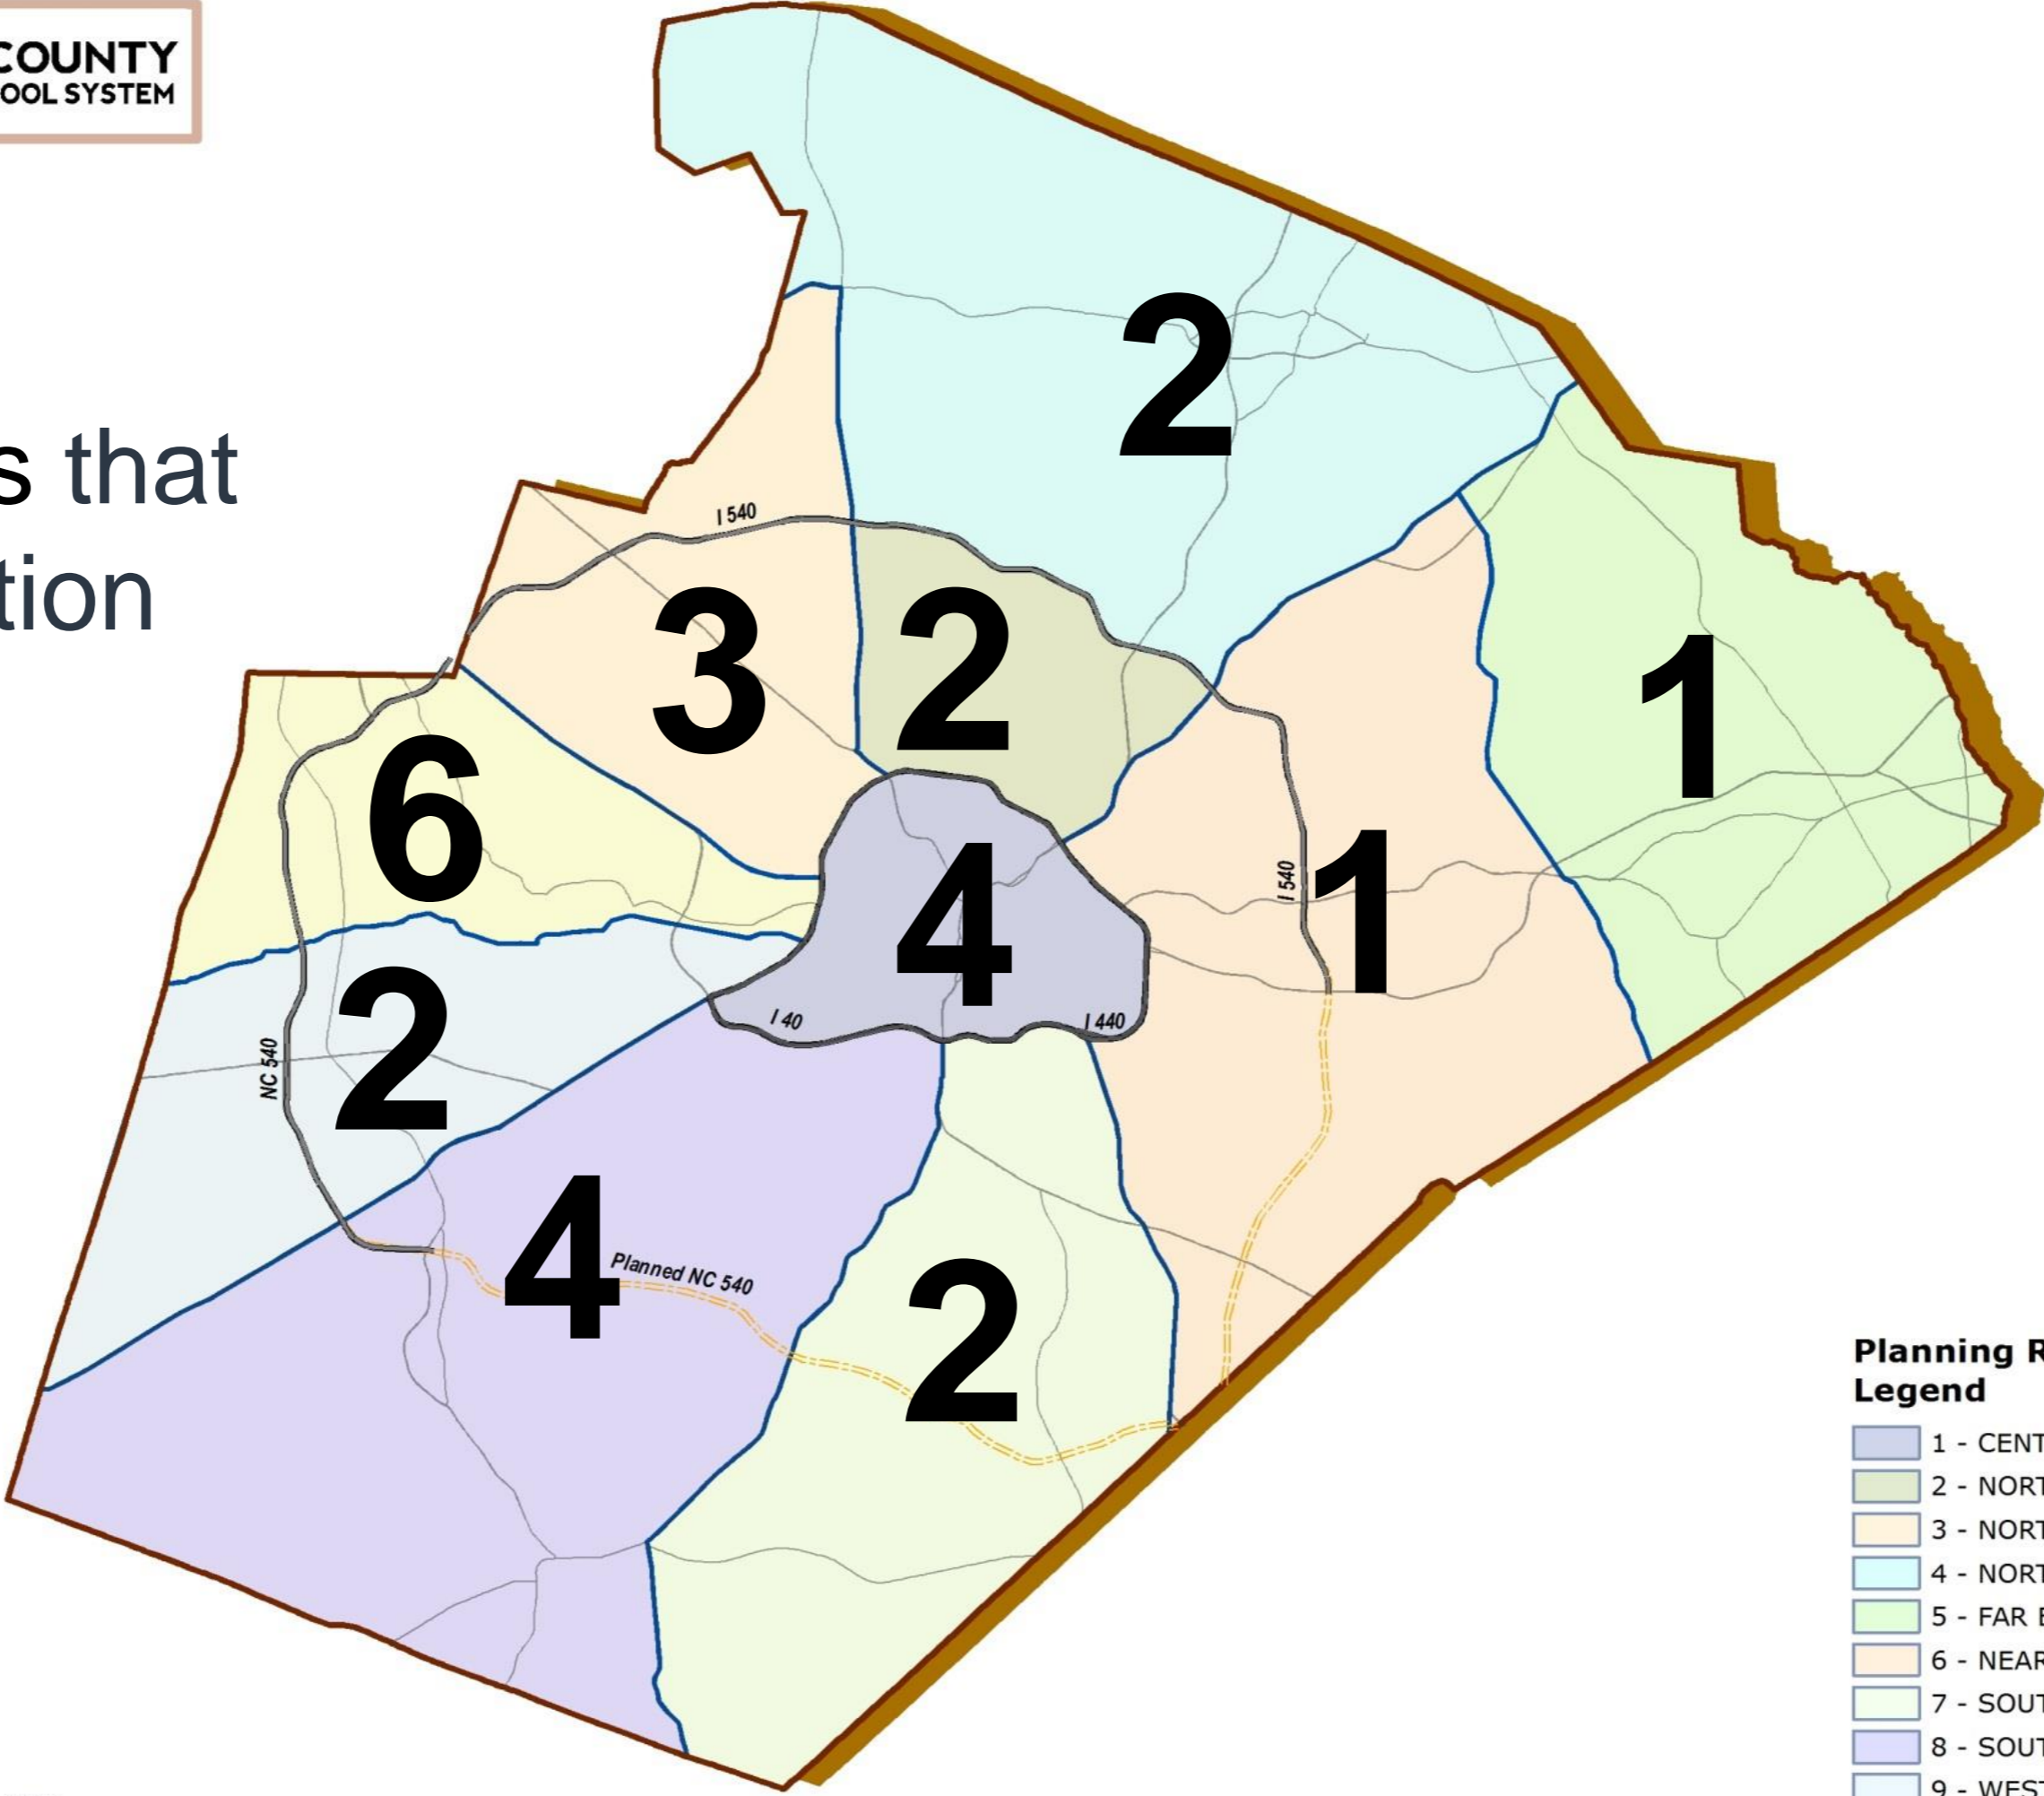 COUNTY
OOL SYSTEM
s that
tion
2
I 540
3
2
1
6
4
I 540
1
2
I 40
I 440
NC 540
4
Planned NC 540
2
Planning R
Legend
1 - CENT
2 - NORT
3 - NORT
4 - NORT
5 - FAR E
6 - NEAR
7 - SOUT
8 - SOUT
9 - WEST